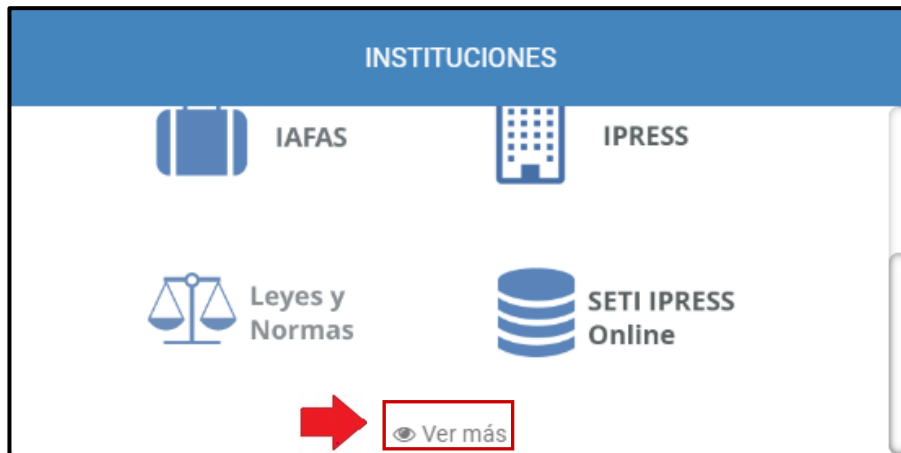 INSTITUCIONES
IAFAS
IPRESS
Leyes y
Normas
SETI IPRESS
Online
Ver más